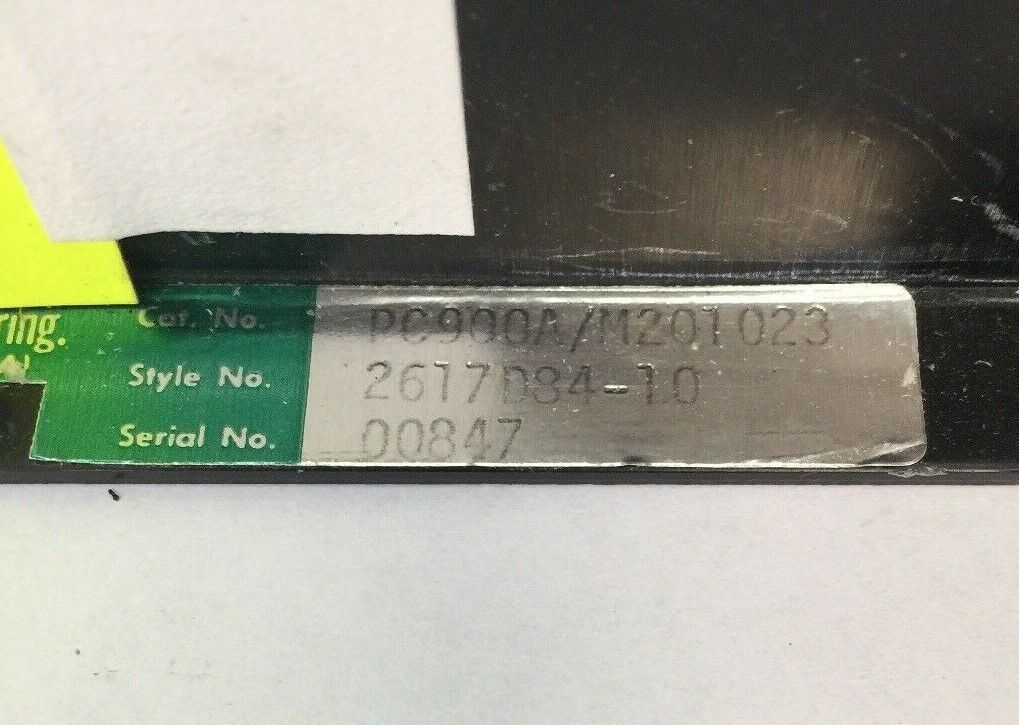 ring.
Cat. No. PC900A/M201023
Style No. 2617D84-10
Serial No. 00847